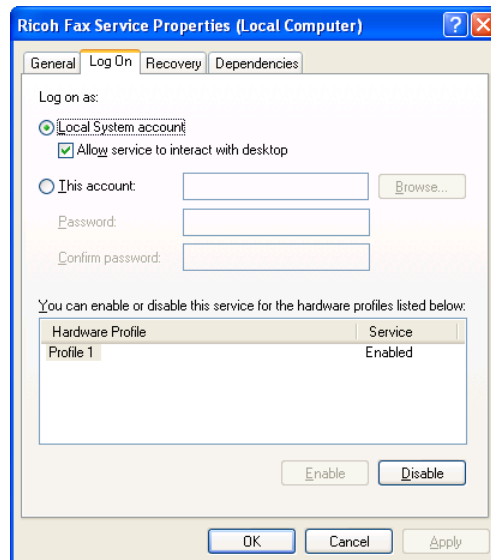 Ricoh Fax Service Properties (Local Computer)
General Log On Recovery Dependencies
Log on as:
Local System account
Allow service to interact with desktop
This account: Browse...
Password:
Confirm password:
You can enable or disable this service for the hardware profiles listed below:
Hardware Profile Service
Profile 1 Enabled
Enable Disable
OK Cancel Apply